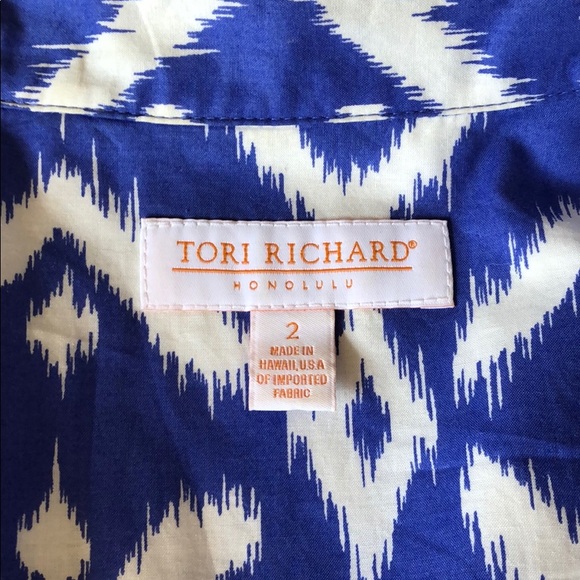 TORI RICHARD®
HONOLULU
2
MADE IN
HAWAII, U.S.A
OF IMPORTED
FABRIC